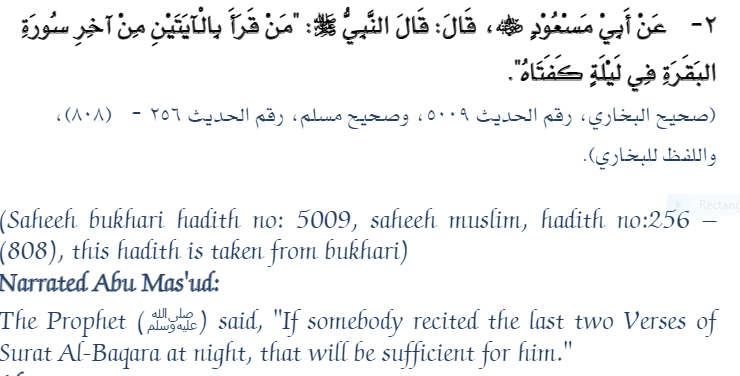 ٢- عَنْ أَبِيْ مَسْعُوْدٍ ﷺ، قَالَ: قَالَ النَّبِيُّ ﷺ: "مَنْ قَرَأَ بِالْآيَتَيْنِ مِنْ آخِرِ سُورَةِ
البَقَرَةِ فِي لَيْلَةٍ كَفَتَاهُ".
(صحيح البخاري، رقم الحديث ٥٠٠٩، وصحيح مسلم، رقم الحديث ٢٥٦ - (٨٠٨)،
واللفظ للبخاري).
Rectang
(Saheeh bukhari hadith no: 5009, saheeh muslim, hadith no:256 –
(808), this hadith is taken from bukhari)
Narrated Abu Mas'ud:
The Prophet (ﷺ) said, "If somebody recited the last two Verses of
Surat Al-Baqara at night, that will be sufficient for him."